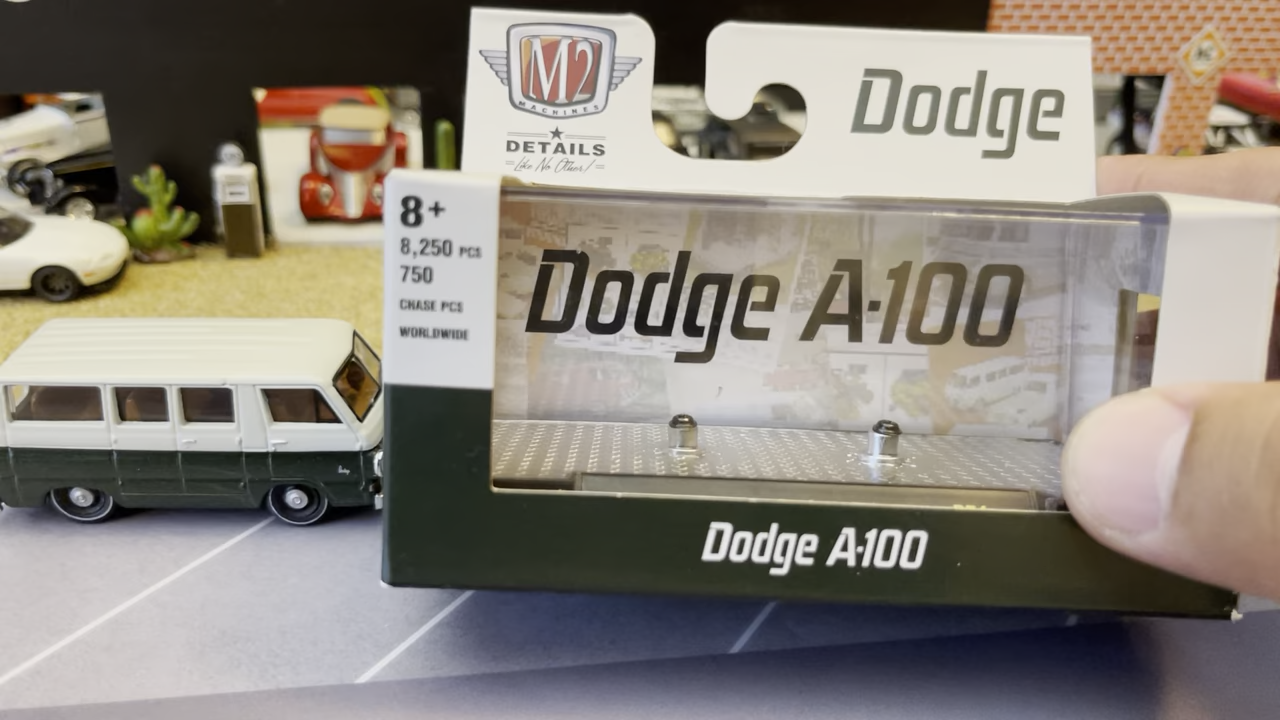 M2
MACHINES
DETAILS
Like No Other!
Dodge
8+
8,250 PCS
750
CHASE PCS
WORLDWIDE
Dodge A-100
Dodge A-100